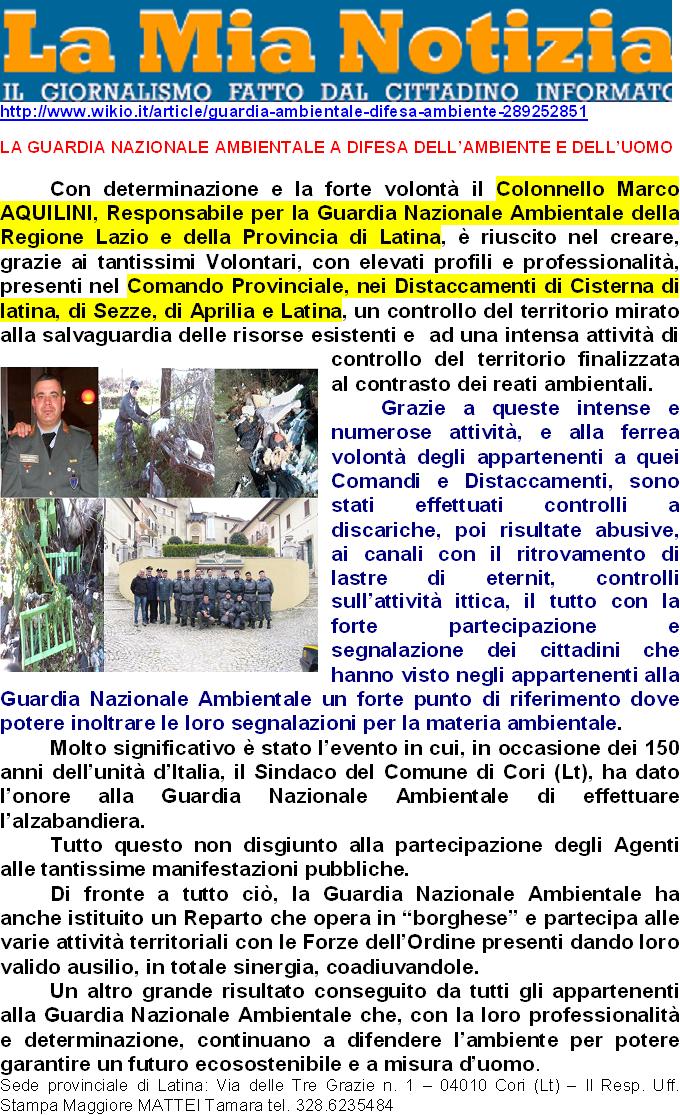 La Mia Notizia
IL GIORNALISMO FATTO DAL CITTADINO INFORMATO
http://www.wikio.it/article/guardia-ambientale-difesa-ambiente-289252851
LA GUARDIA NAZIONALE AMBIENTALE A DIFESA DELL'AMBIENTE E DELL'UOMO
Con determinazione e la forte volontà il Colonnello Marco
AQUILINI, Responsabile per la Guardia Nazionale Ambientale della
Regione Lazio e della Provincia di Latina, è riuscito nel creare,
grazie ai tantissimi Volontari, con elevati profili e professionalità,
presenti nel Comando Provinciale, nei Distaccamenti di Cisterna di
latina, di Sezze, di Aprilia e Latina, un controllo del territorio mirato
alla salvaguardia delle risorse esistenti e ad una intensa attività di
controllo del territorio finalizzata
al contrasto dei reati ambientali.
Grazie a queste intense e
numerose attività, e alla ferrea
volontà degli appartenenti a quei
Comandi e Distaccamenti, sono
stati effettuati controlli a
discariche, poi risultate abusive,
ai canali con il ritrovamento di
lastre di eternit, controlli
sull'attività ittica, il tutto con la
forte partecipazione e
segnalazione dei cittadini che
hanno visto negli appartenenti alla
Guardia Nazionale Ambientale un forte punto di riferimento dove
potere inoltrare le loro segnalazioni per la materia ambientale.
Molto significativo è stato l'evento in cui, in occasione dei 150
anni dell'unità d'Italia, il Sindaco del Comune di Cori (Lt), ha dato
l'onore alla Guardia Nazionale Ambientale di effettuare
l'alzabandiera.
Tutto questo non disgiunto alla partecipazione degli Agenti
alle tantissime manifestazioni pubbliche.
Di fronte a tutto ciò, la Guardia Nazionale Ambientale ha
anche istituito un Reparto che opera in “borghese” e partecipa alle
varie attività territoriali con le Forze dell'Ordine presenti dando loro
valido ausilio, in totale sinergia, coadiuvandole.
Un altro grande risultato conseguito da tutti gli appartenenti
alla Guardia Nazionale Ambientale che, con la loro professionalità
e determinazione, continuano a difendere l'ambiente per potere
garantire un futuro ecosostenibile e a misura d'uomo.
Sede provinciale di Latina: Via delle Tre Grazie n. 1 – 04010 Cori (Lt) – Il Resp. Uff.
Stampa Maggiore MATTEI Tamara tel. 328.6235484